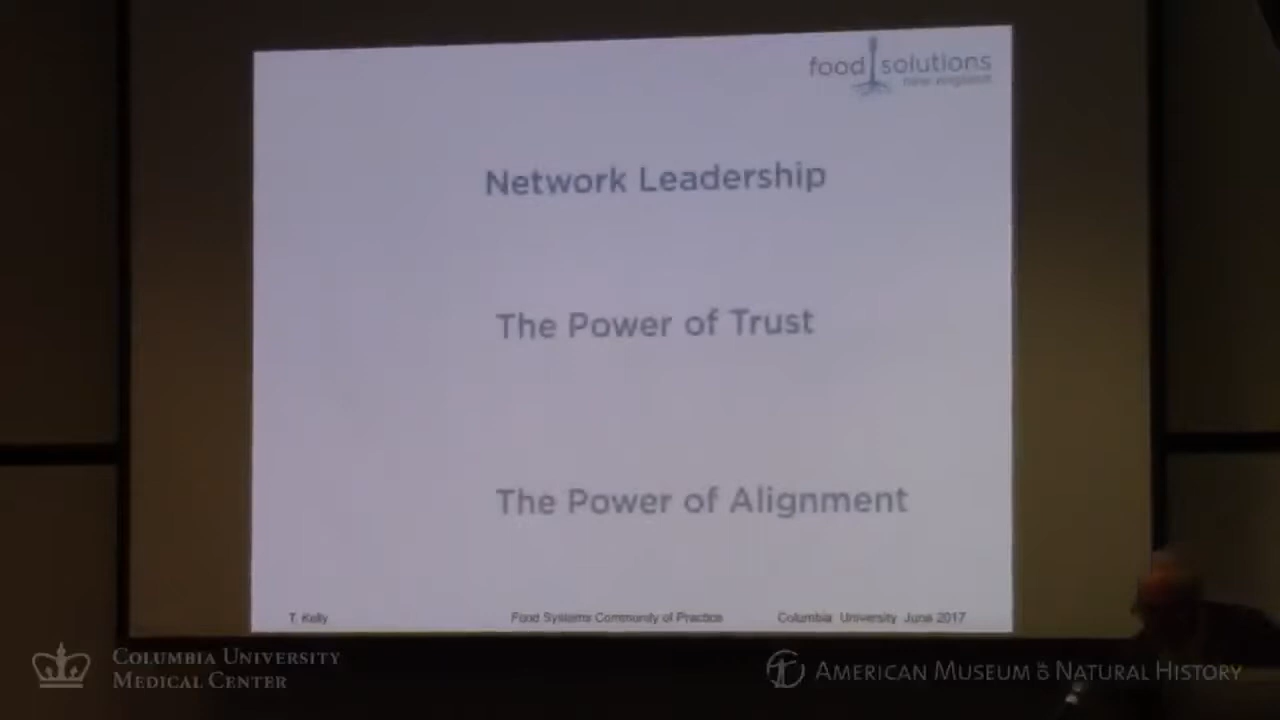 food solutions
new england
Network Leadership
The Power of Trust
The Power of Alignment
T. Kelly
Food Systems Community of Practice
Columbia University June 2017
COLUMBIA UNIVERSITY
MEDICAL CENTER
AMERICAN MUSEUM OF NATURAL HISTORY